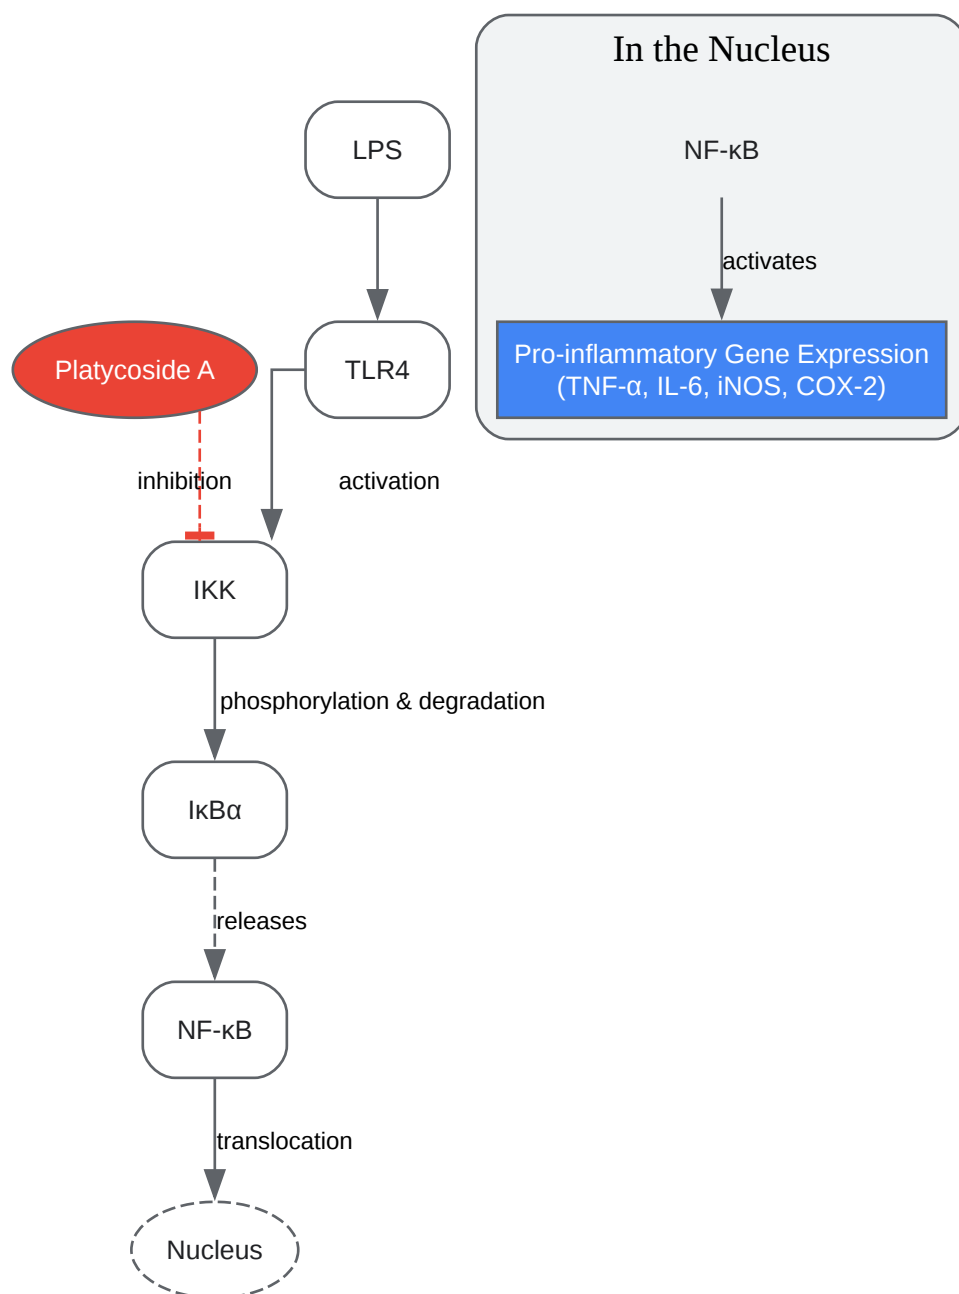 In the Nucleus
LPS
NF-κB
activates
Platycoside A
TLR4
Pro-inflammatory Gene Expression
(TNF-α, IL-6, iNOS, COX-2)
inhibition
activation
IKK
phosphorylation & degradation
IκBα
releases
NF-κB
translocation
Nucleus